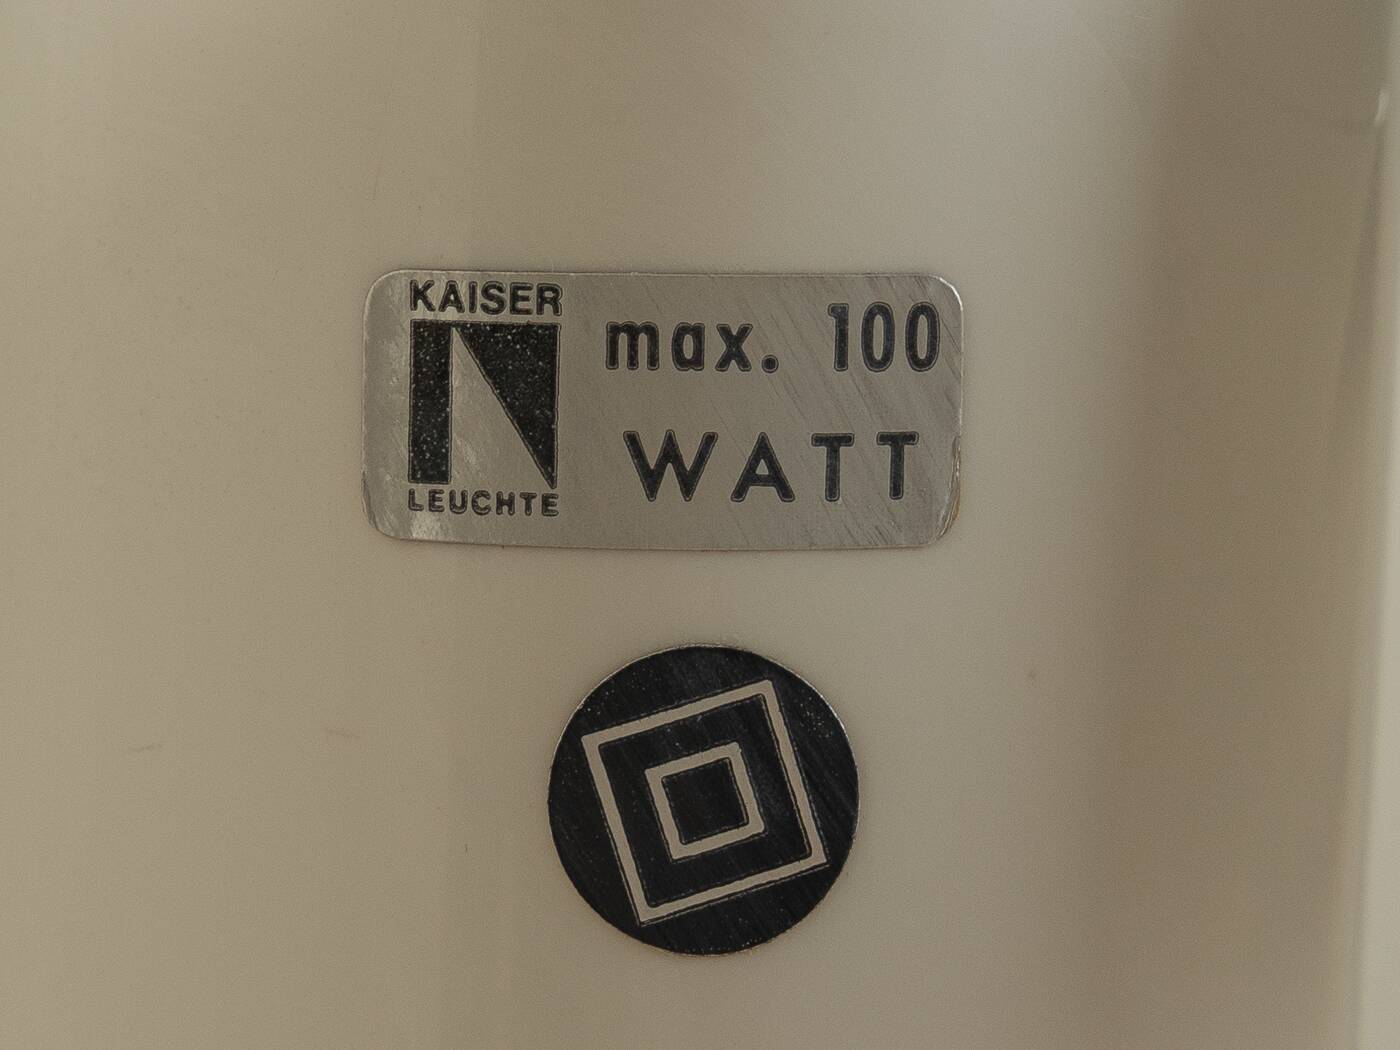 KAISER
LEUCHTE
max. 100
WATT